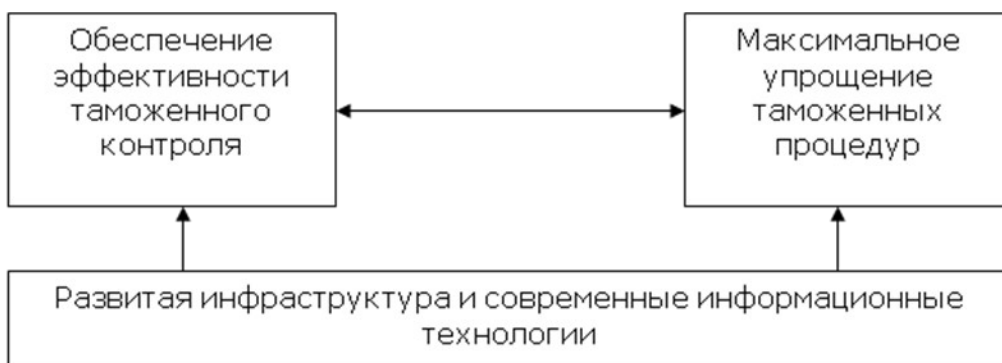 Обеспечение
эффективности
таможенного
контроля
Максимальное
упрощение
таможенных
процедур
Развитая инфраструктура и современные информационные
технологии